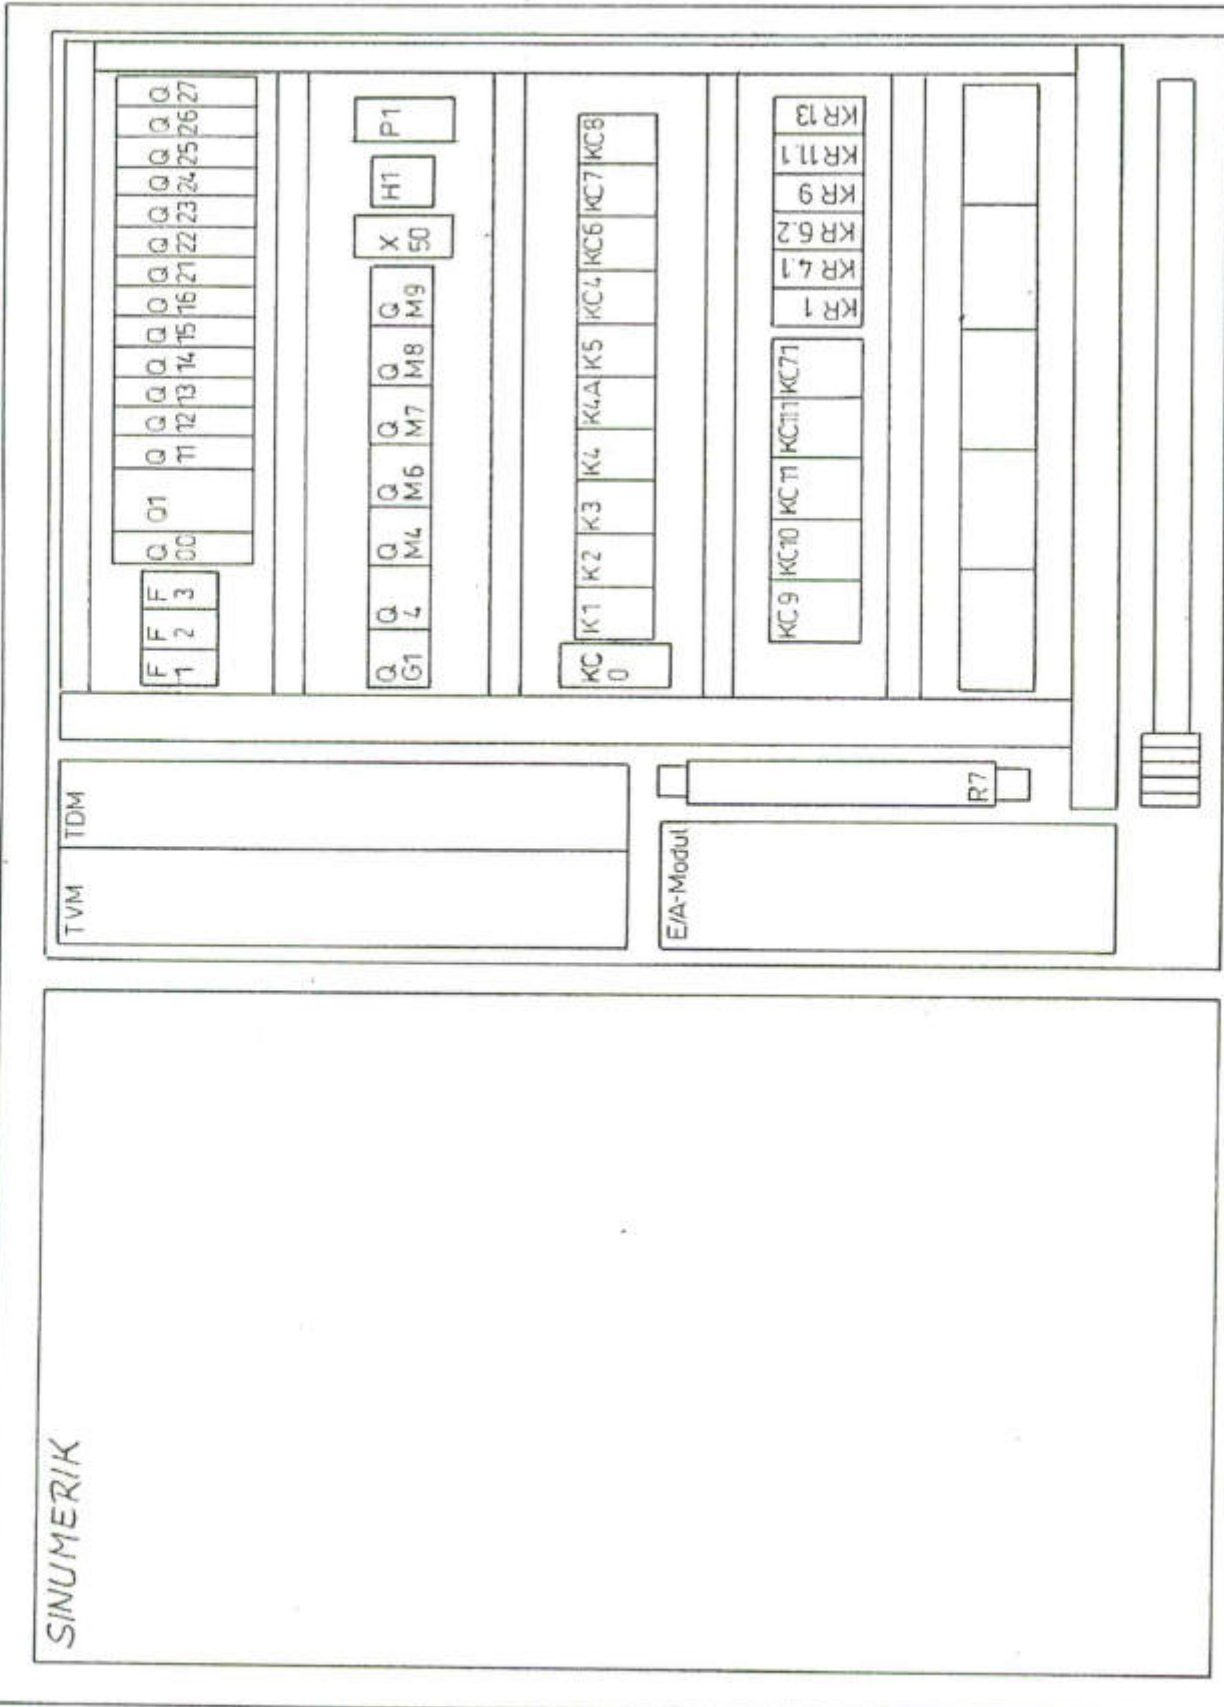 SINUMERIK
TVM
TDM
F
1
F
2
F
3
Q
00
Q1
Q
11
Q
12
Q
13
Q
14
Q
15
Q
16
Q
21
Q
22
Q
23
Q
24
Q
25
Q
26
Q
27
Q
G1
Q
4
Q
M4
Q
M6
Q
M7
Q
M8
Q
M9
X
50
H1
P1
KC
0
K1
K2
K3
K4
K4A
K5
KC4
KC6
KC7
KC8
E/A-Modul
R7
KC9
KC10
KC11
KC111
KC71
KR 1
KR 4.1
KR 6.2
KR 9
KR 11.1
KR 13